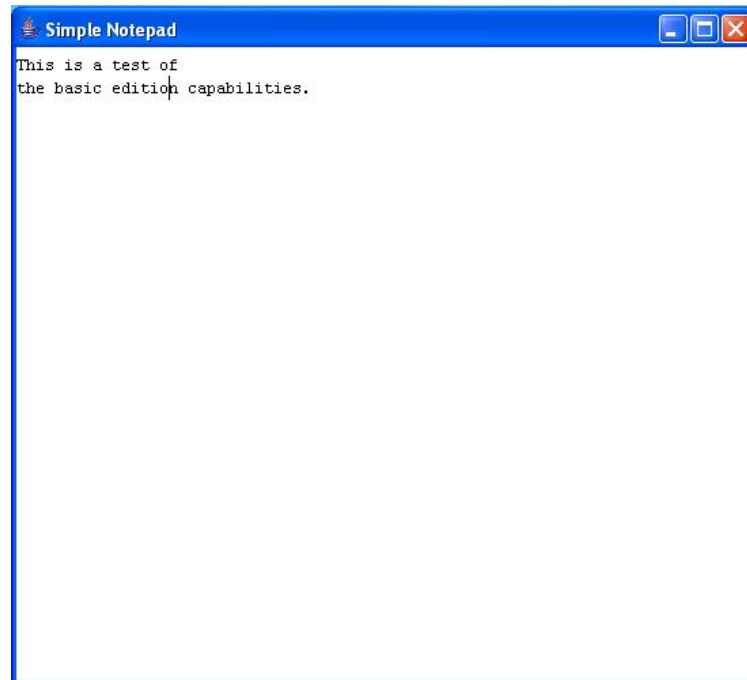 Simple Notepad
This is a test of
the basic edition capabilities.